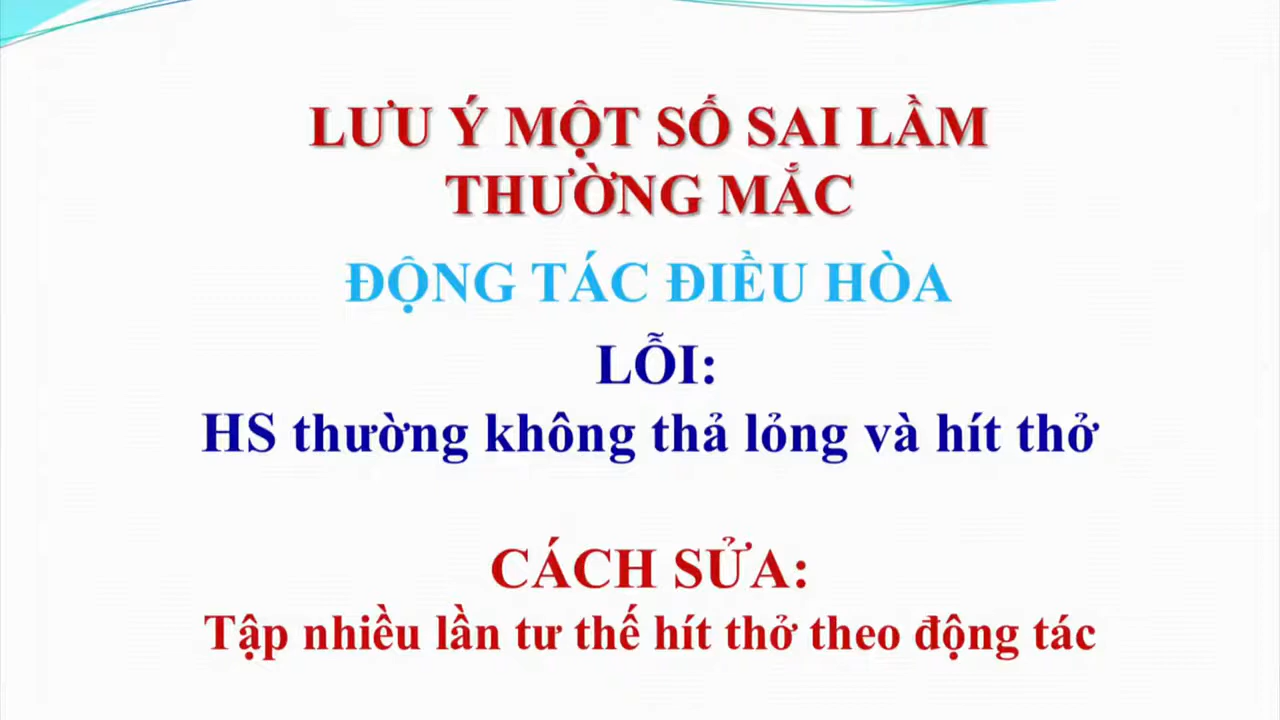 LƯU Ý MỘT SỐ SAI LẦM
THƯỜNG MẮC
ĐỘNG TÁC ĐIỀU HÒA
LỖI:
HS thường không thả lỏng và hít thở
CÁCH SỬA:
Tập nhiều lần tư thế hít thở theo động tác